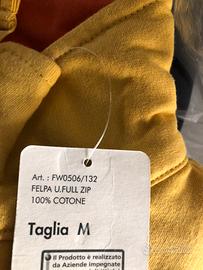 Art. : FW0506/132
FELPA U.FULL ZIP
100% COTONE
Taglia M
Il Prodotto è realizzato
da Aziende impegnate